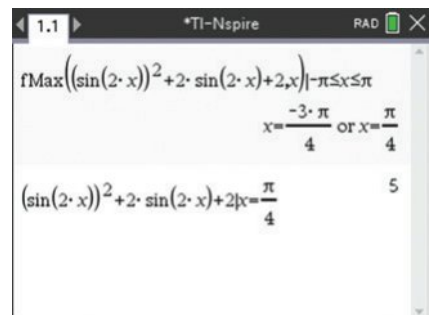 1.1 *TI-Nspire RAD
fMax((sin(2·x))²+2·sin(2·x)+2,x)|-π≤x≤π
x=-3·π/4 or x=π/4
(sin(2·x))²+2·sin(2·x)+2|x=π/4 5